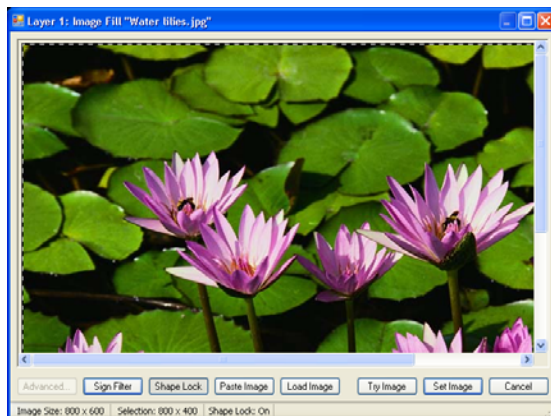 Layer 1: Image Fill "Water lilies.jpg"
Advanced... Sign Filter Shape Lock Paste Image Load Image Try Image Set Image Cancel
Image Size: 800 x 600 Selection: 800 x 400 Shape Lock: On